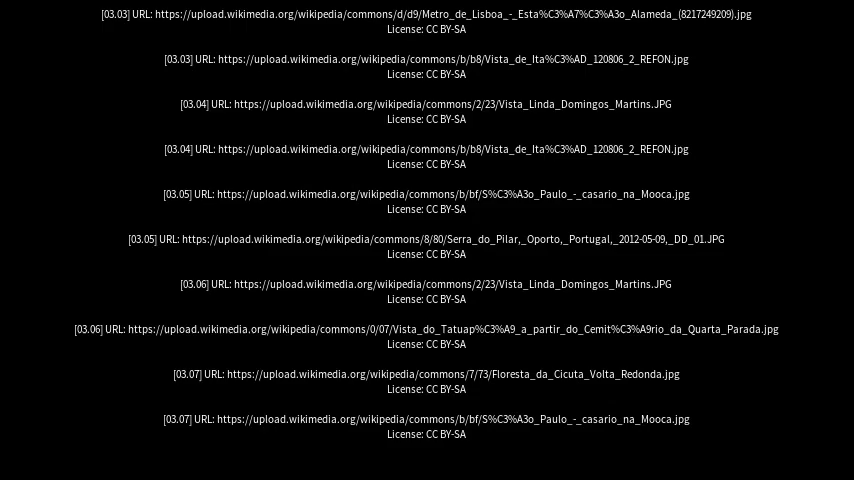 [03.03] URL: https://upload.wikimedia.org/wikipedia/commons/d/d9/Metro_de_Lisboa_-_Esta%C3%A7%C3%A3o_Alameda_(8217249209).jpg
License: CC BY-SA
[03.03] URL: https://upload.wikimedia.org/wikipedia/commons/b/b8/Vista_de_Ita%C3%AD_120806_2_REFON.jpg
License: CC BY-SA
[03.04] URL: https://upload.wikimedia.org/wikipedia/commons/2/23/Vista_Linda_Domingos_Martins.JPG
License: CC BY-SA
[03.04] URL: https://upload.wikimedia.org/wikipedia/commons/b/b8/Vista_de_Ita%C3%AD_120806_2_REFON.jpg
License: CC BY-SA
[03.05] URL: https://upload.wikimedia.org/wikipedia/commons/b/bf/S%C3%A3o_Paulo_-_casario_na_Mooca.jpg
License: CC BY-SA
[03.05] URL: https://upload.wikimedia.org/wikipedia/commons/8/80/Serra_do_Pilar,_Oporto,_Portugal,_2012-05-09,_DD_01.JPG
License: CC BY-SA
[03.06] URL: https://upload.wikimedia.org/wikipedia/commons/2/23/Vista_Linda_Domingos_Martins.JPG
License: CC BY-SA
[03.06] URL: https://upload.wikimedia.org/wikipedia/commons/0/07/Vista_do_Tatuap%C3%A9_a_partir_do_Cemit%C3%A9rio_da_Quarta_Parada.jpg
License: CC BY-SA
[03.07] URL: https://upload.wikimedia.org/wikipedia/commons/7/73/Floresta_da_Cicuta_Volta_Redonda.jpg
License: CC BY-SA
[03.07] URL: https://upload.wikimedia.org/wikipedia/commons/b/bf/S%C3%A3o_Paulo_-_casario_na_Mooca.jpg
License: CC BY-SA